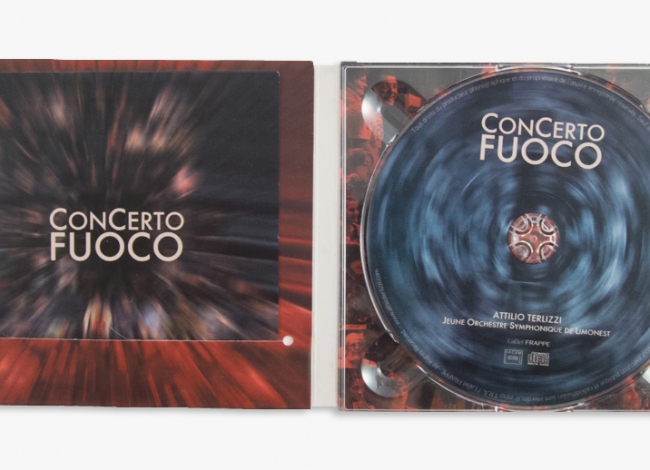 CONCERTO
FUOCO
CONCERTO
FUOCO
ATTILIO TERLIZZI
JEUNE ORCHESTRE SYMPHONIQUE DE LIMONEST
LaBel FRAPPE